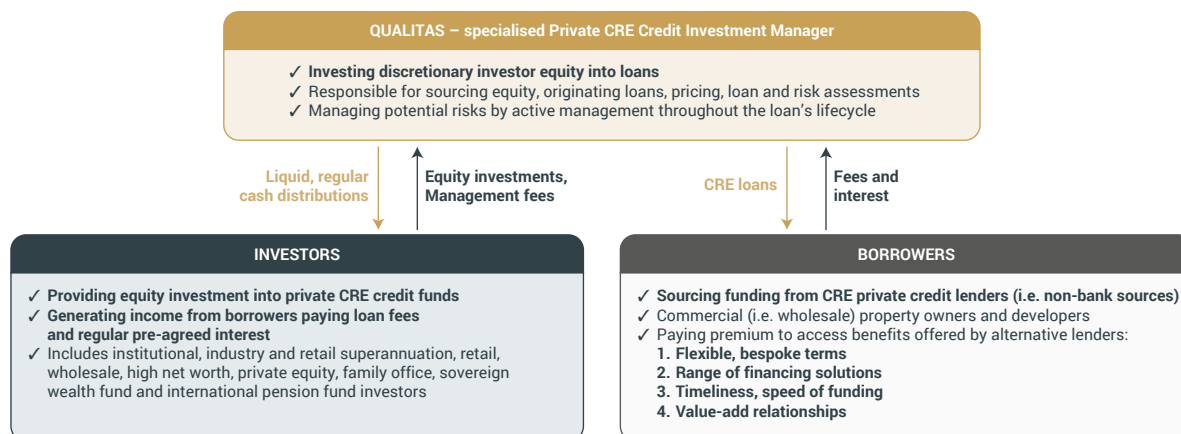 QUALITAS – specialised Private CRE Credit Investment Manager
✓ Investing discretionary investor equity into loans
✓ Responsible for sourcing equity, originating loans, pricing, loan and risk assessments
✓ Managing potential risks by active management throughout the loan's lifecycle
Liquid, regular
cash distributions
Equity investments,
Management fees
CRE loans
Fees and
interest
INVESTORS
✓ Providing equity investment into private CRE credit funds
✓ Generating income from borrowers paying loan fees
and regular pre-agreed interest
✓ Includes institutional, industry and retail superannuation, retail,
wholesale, high net worth, private equity, family office, sovereign
wealth fund and international pension fund investors
BORROWERS
✓ Sourcing funding from CRE private credit lenders (i.e. non-bank sources)
✓ Commercial (i.e. wholesale) property owners and developers
✓ Paying premium to access benefits offered by alternative lenders:
1. Flexible, bespoke terms
2. Range of financing solutions
3. Timeliness, speed of funding
4. Value-add relationships